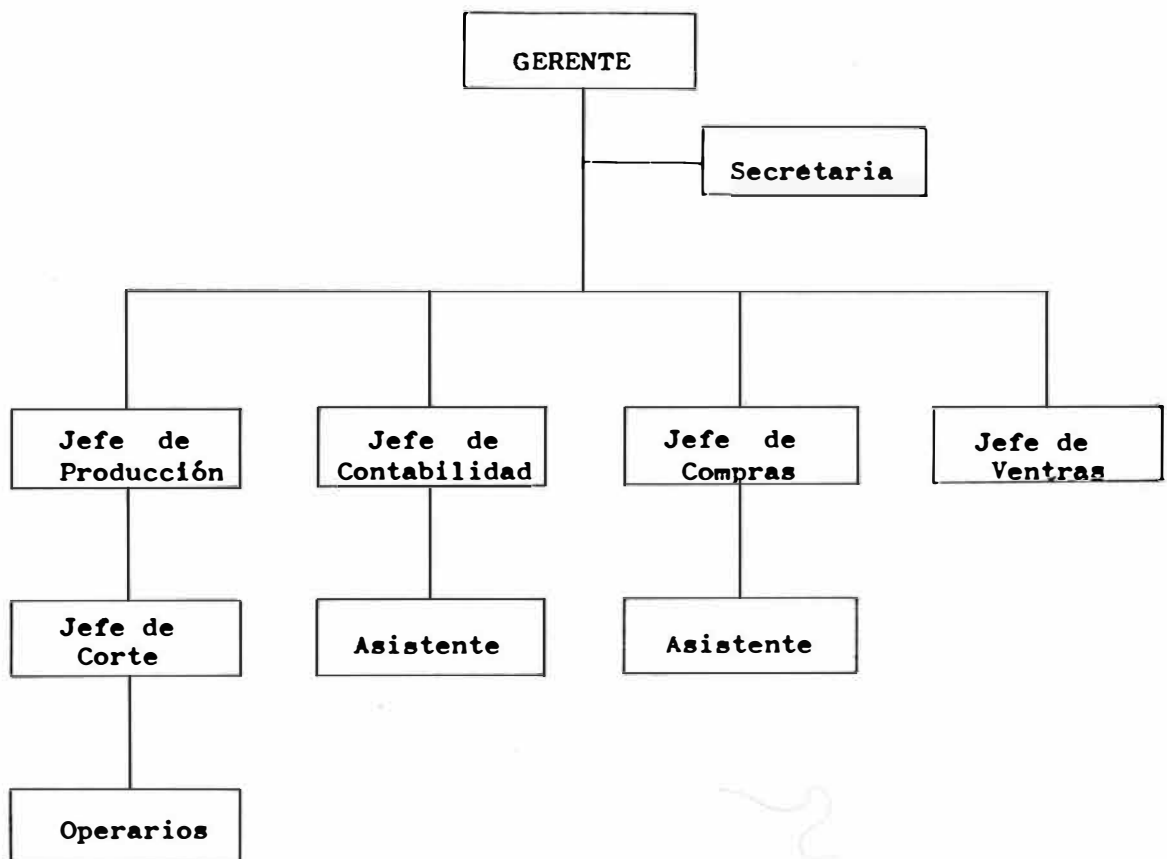 GERENTE
Secretaria
Jefe de
Producción
Jefe de
Contabilidad
Jefe de
Compras
Jefe de
Ventras
Jefe de
Corte
Asistente
Asistente
Operarios